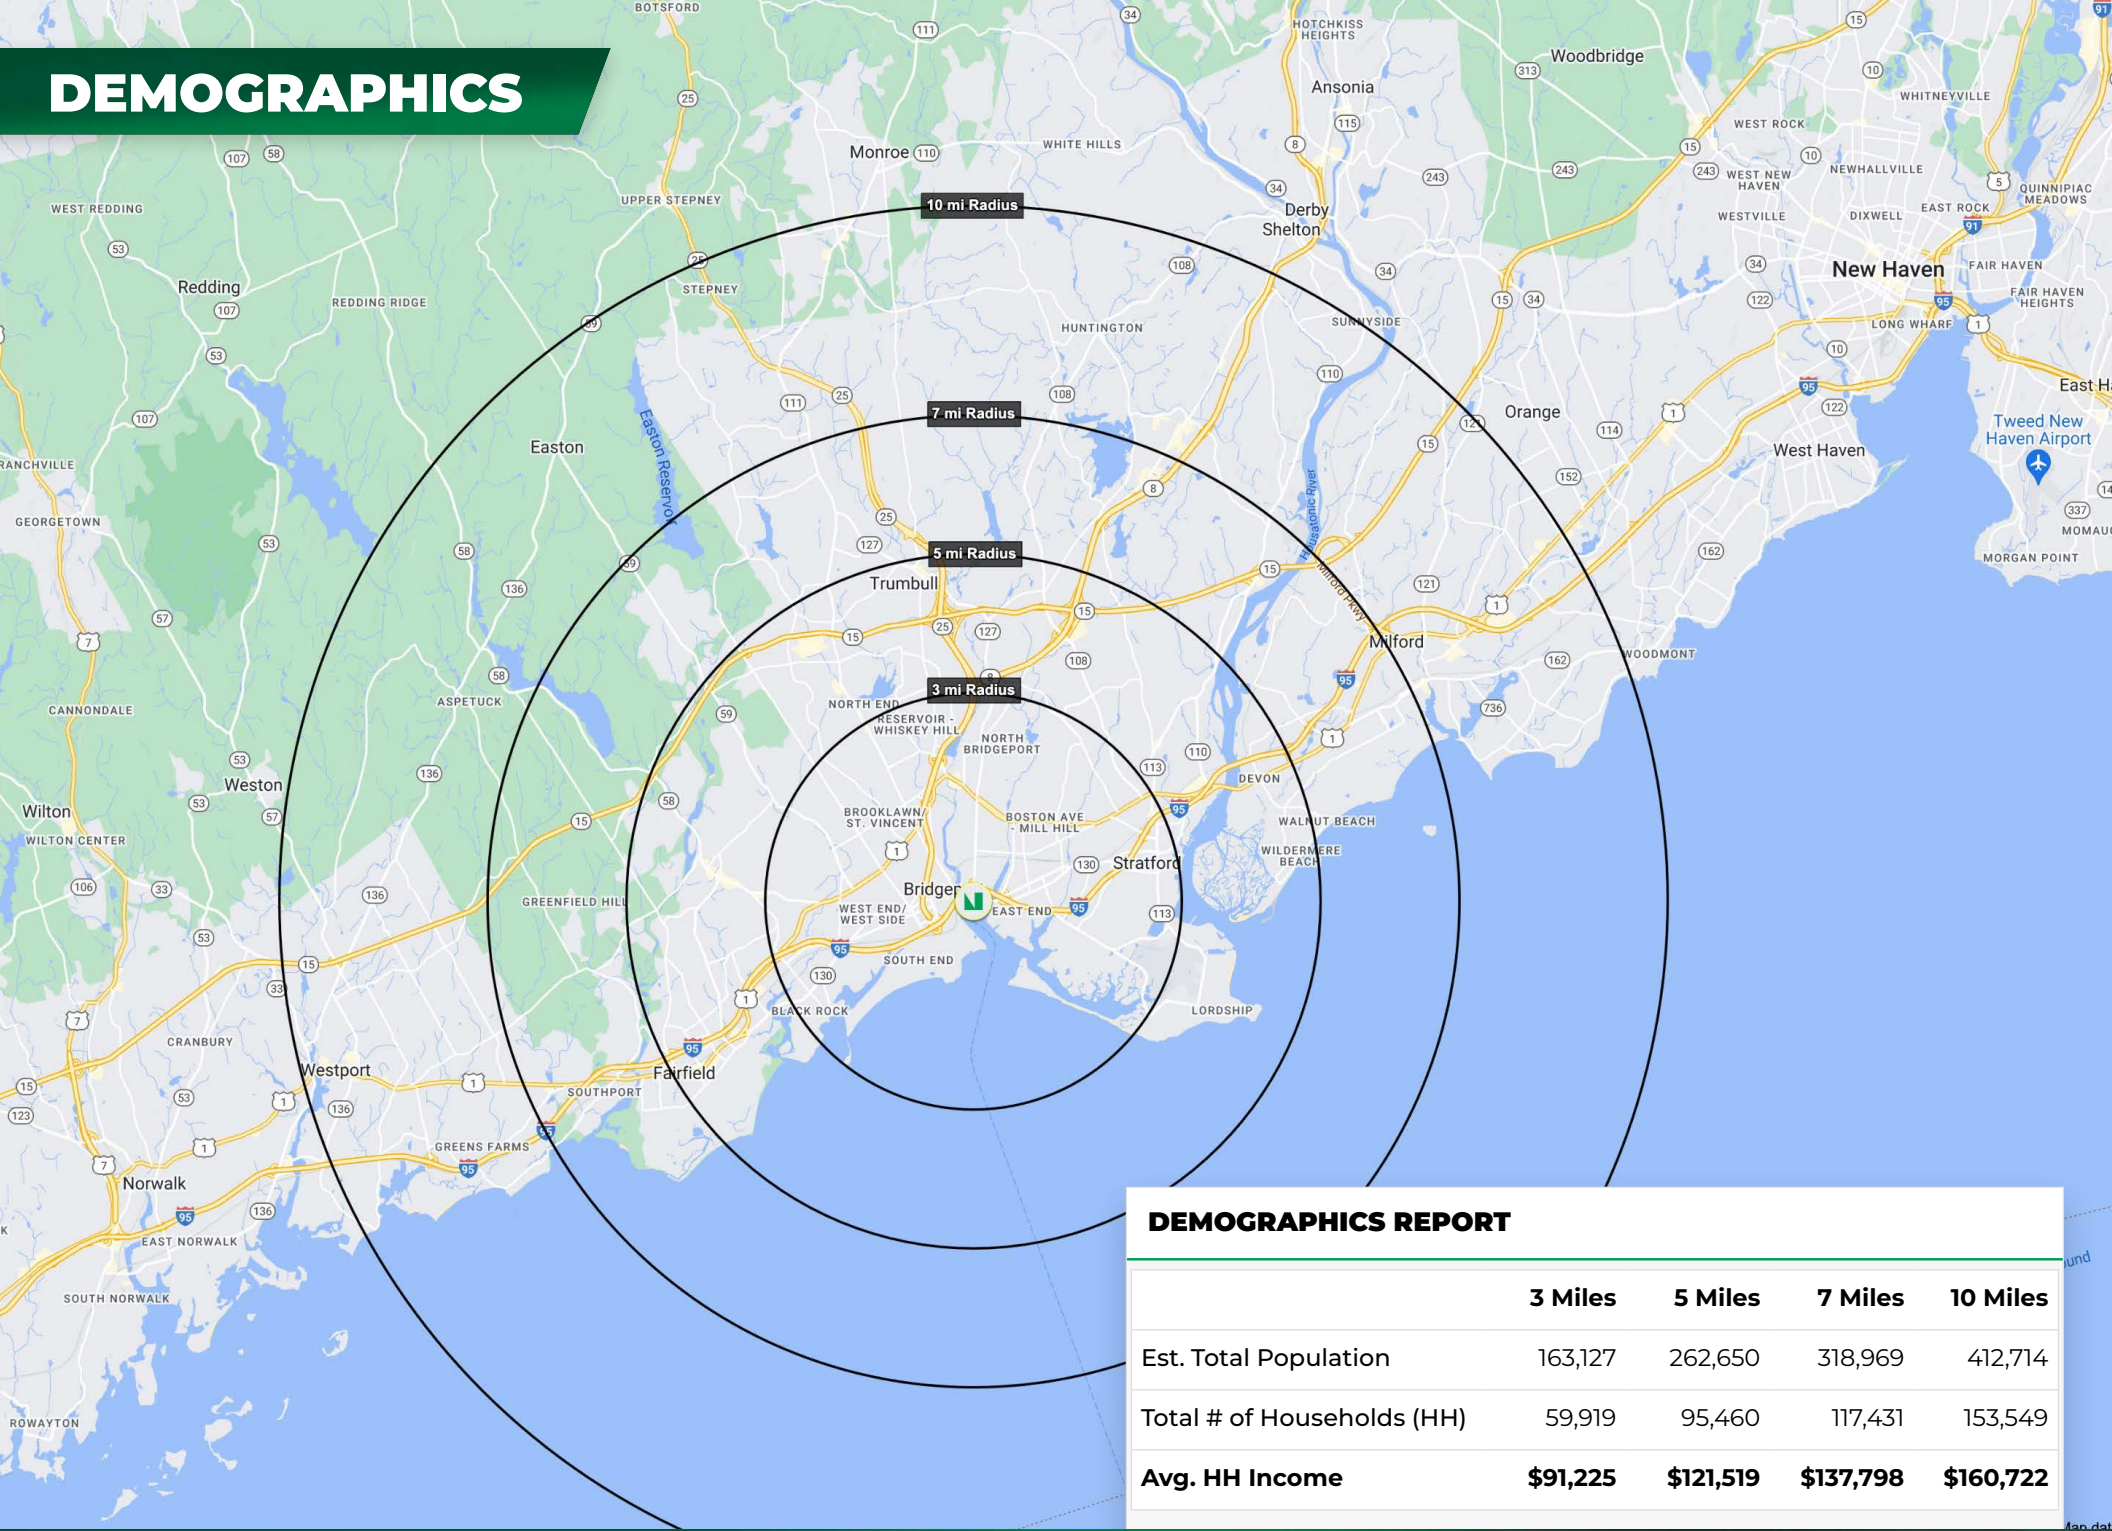 DEMOGRAPHICS
BOTSFORD
HOTCHKISS
HEIGHTS
Woodbridge
Ansonia
WHITNEYVILLE
WEST ROCK
Monroe
WHITE HILLS
NEWHALLVILLE
WEST NEW
HAVEN
QUINNIPIAC
MEADOWS
UPPER STEPNEY
WEST REDDING
10 mi Radius
Derby
Shelton
WESTVILLE
DIXWELL
EAST ROCK
New Haven
FAIR HAVEN
FAIR HAVEN
HEIGHTS
Redding
REDDING RIDGE
STEPNEY
HUNTINGTON
SUNNYSIDE
LONG WHARF
East H
7 mi Radius
Orange
Tweed New
Haven Airport
Easton
Easton Reservoir
West Haven
RANCHVILLE
Housatonic River
GEORGETOWN
MOMAUG
MORGAN POINT
5 mi Radius
Trumbull
Milford Pkwy
Milford
WOODMONT
ASPETUCK
3 mi Radius
NORTH END
RESERVOIR -
WHISKEY HILL
NORTH
BRIDGEPORT
CANNONDALE
Weston
DEVON
Wilton
WILTON CENTER
BROOKLAWN/
ST. VINCENT
BOSTON AVE
- MILL HILL
WALNUT BEACH
WILDERMERE
BEACH
Stratford
Bridgep
GREENFIELD HILL
WEST END/
WEST SIDE
EAST END
SOUTH END
BLACK ROCK
LORDSHIP
CRANBURY
Westport
Fairfield
SOUTHPORT
GREENS FARMS
Norwalk
EAST NORWALK
SOUTH NORWALK
ROWAYTON
und
DEMOGRAPHICS REPORT
3 Miles 5 Miles 7 Miles 10 Miles
Est. Total Population 163,127 262,650 318,969 412,714
Total # of Households (HH) 59,919 95,460 117,431 153,549
Avg. HH Income $91,225 $121,519 $137,798 $160,722